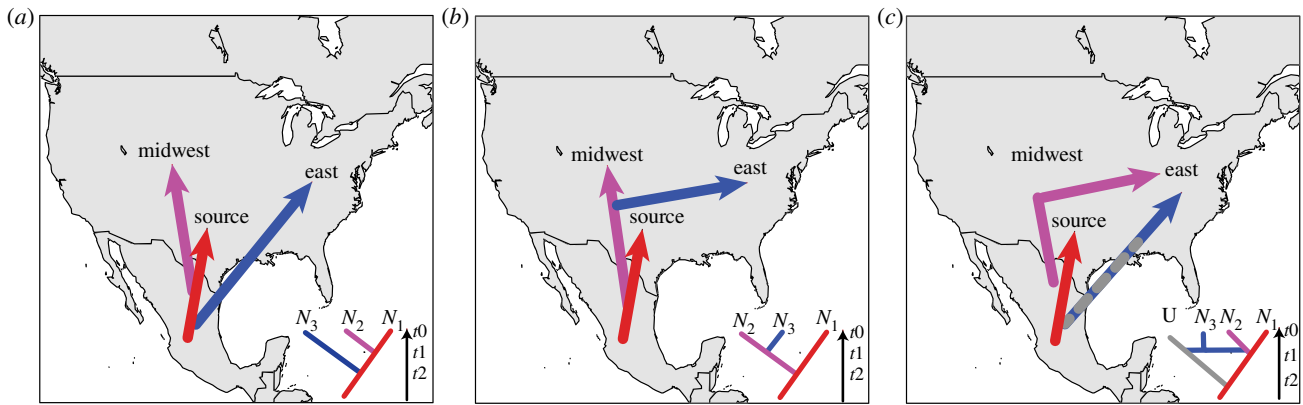 (a)
midwest
east
source
N3
N2
N1
t0
t1
t2
(b)
midwest
east
source
N2
N3
N1
t0
t1
t2
(c)
midwest
east
source
U
N3
N2
N1
t0
t1
t2